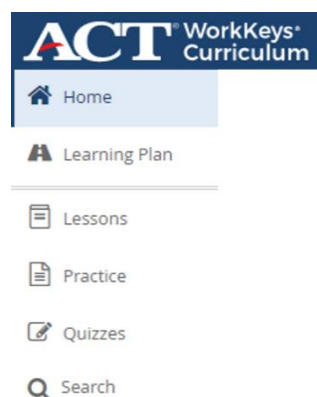 ACT® WorkKeys®
Curriculum
Home
Learning Plan
Lessons
Practice
Quizzes
Search